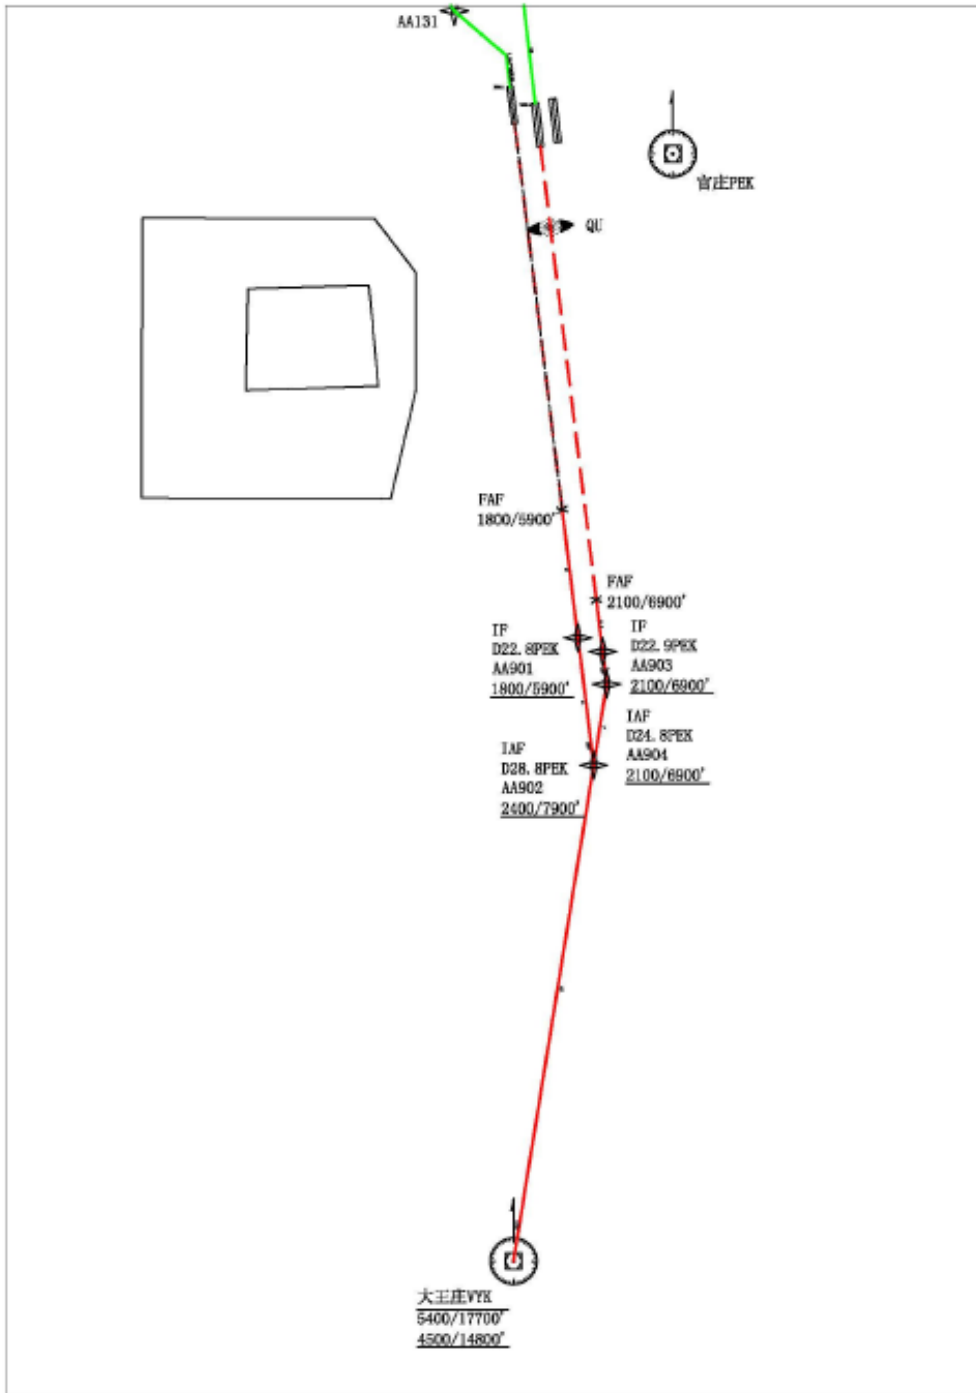 AA131
官庄PEK
QU
FAF
1800/5900'
FAF
2100/6900'
IF
D22.8PEK
AA901
1800/5900'
IF
D22.9PEK
AA903
2100/6900'
IAF
D28.8PEK
AA902
2400/7900'
IAF
D24.8PEK
AA904
2100/6900'
大王庄VYK
5400/17700'
4500/14800'